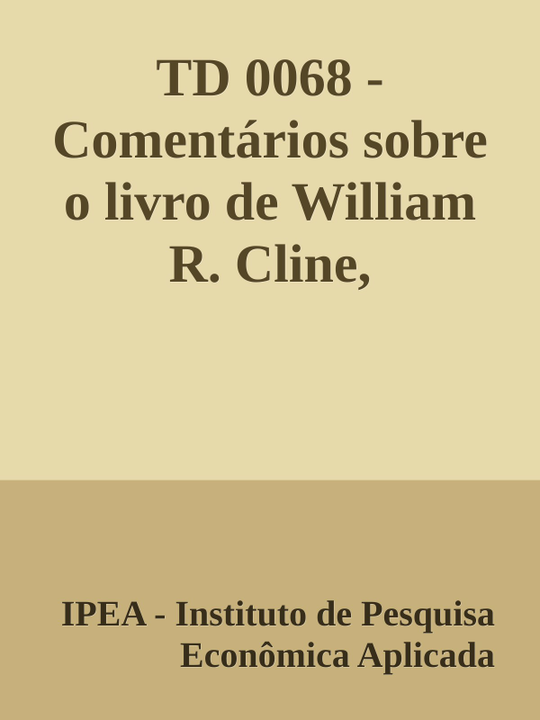 TD 0068 -
Comentários sobre
o livro de William
R. Cline,
IPEA - Instituto de Pesquisa
Econômica Aplicada